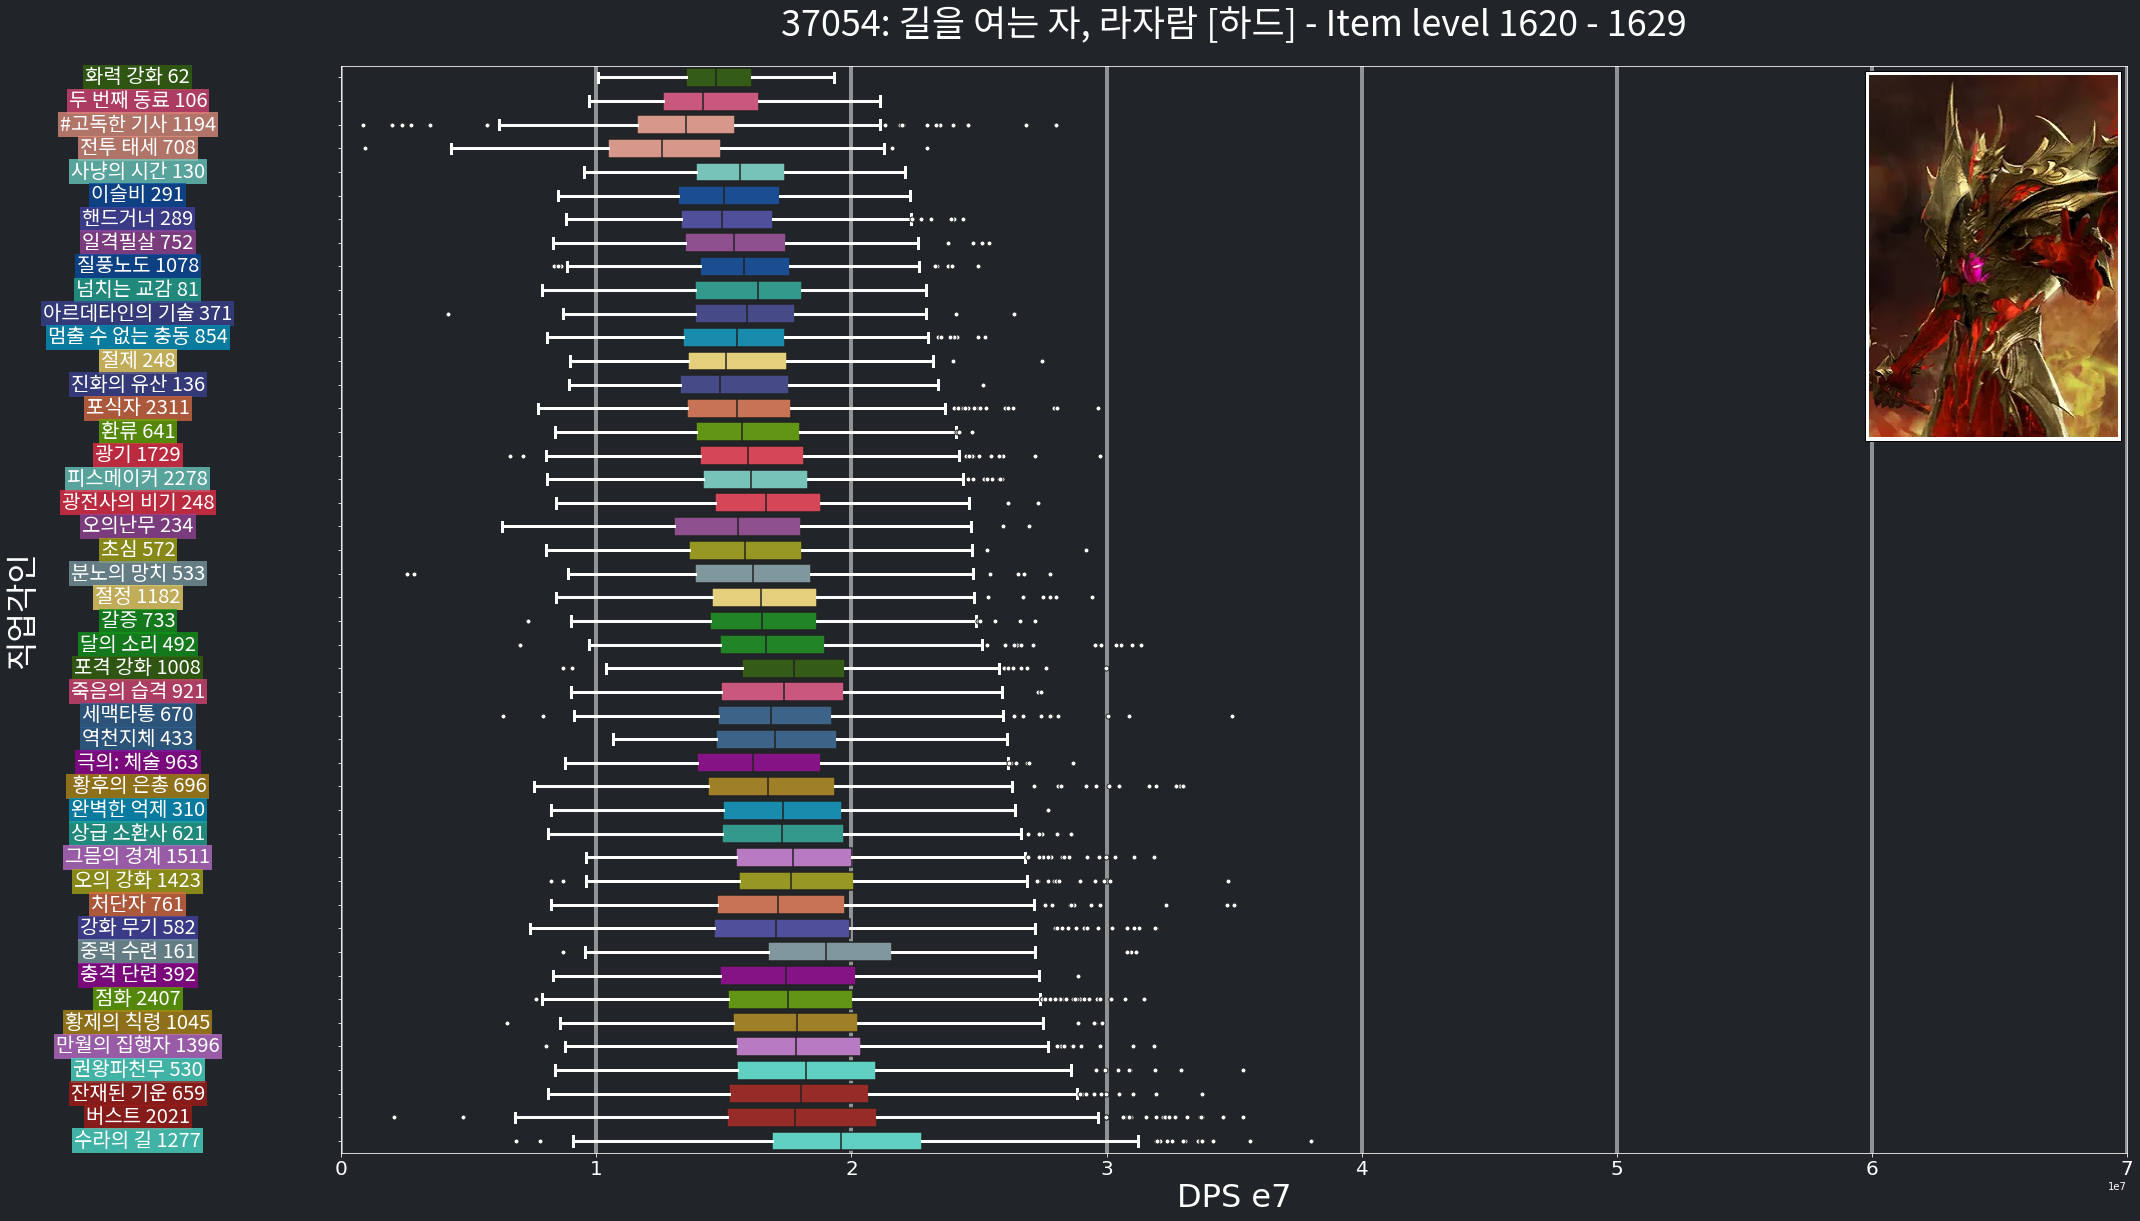 37054: 길을 여는 자, 라자람 [하드] - Item level 1620 - 1629
직업각인
화력 강화 62
두 번째 동료 106
#고독한 기사 1194
전투 태세 708
사냥의 시간 130
이슬비 291
핸드거너 289
일격필살 752
질풍노도 1078
넘치는 교감 81
아르데타인의 기술 371
멈출 수 없는 충동 854
절제 248
진화의 유산 136
포식자 2311
환류 641
광기 1729
피스메이커 2278
광전사의 비기 248
오의난무 234
초심 572
분노의 망치 533
절정 1182
갈증 733
달의 소리 492
포격 강화 1008
죽음의 습격 921
세맥타통 670
역천지체 433
극의: 체술 963
황후의 은총 696
완벽한 억제 310
상급 소환사 621
그믐의 경계 1511
오의 강화 1423
처단자 761
강화 무기 582
중력 수련 161
충격 단련 392
점화 2407
황제의 칙령 1045
만월의 집행자 1396
권왕파천무 530
잔재된 기운 659
버스트 2021
수라의 길 1277
0 1 2 3 4 5 6 7
1e7
DPS e7